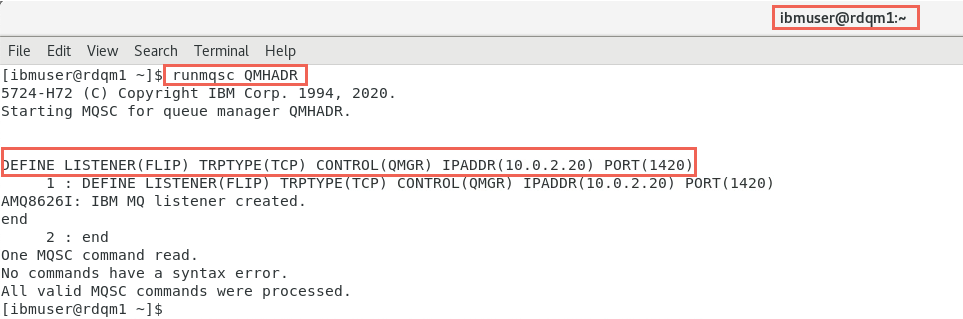 ibmuser@rdqm1:~
File Edit View Search Terminal Help
[ibmuser@rdqm1 ~]$ runmqsc QMHADR
5724-H72 (C) Copyright IBM Corp. 1994, 2020.
Starting MQSC for queue manager QMHADR.
DEFINE LISTENER(FLIP) TRPTYPE(TCP) CONTROL(QMGR) IPADDR(10.0.2.20) PORT(1420)
1 : DEFINE LISTENER(FLIP) TRPTYPE(TCP) CONTROL(QMGR) IPADDR(10.0.2.20) PORT(1420)
AMQ8626I: IBM MQ listener created.
end
2 : end
One MQSC command read.
No commands have a syntax error.
All valid MQSC commands were processed.
[ibmuser@rdqm1 ~]$